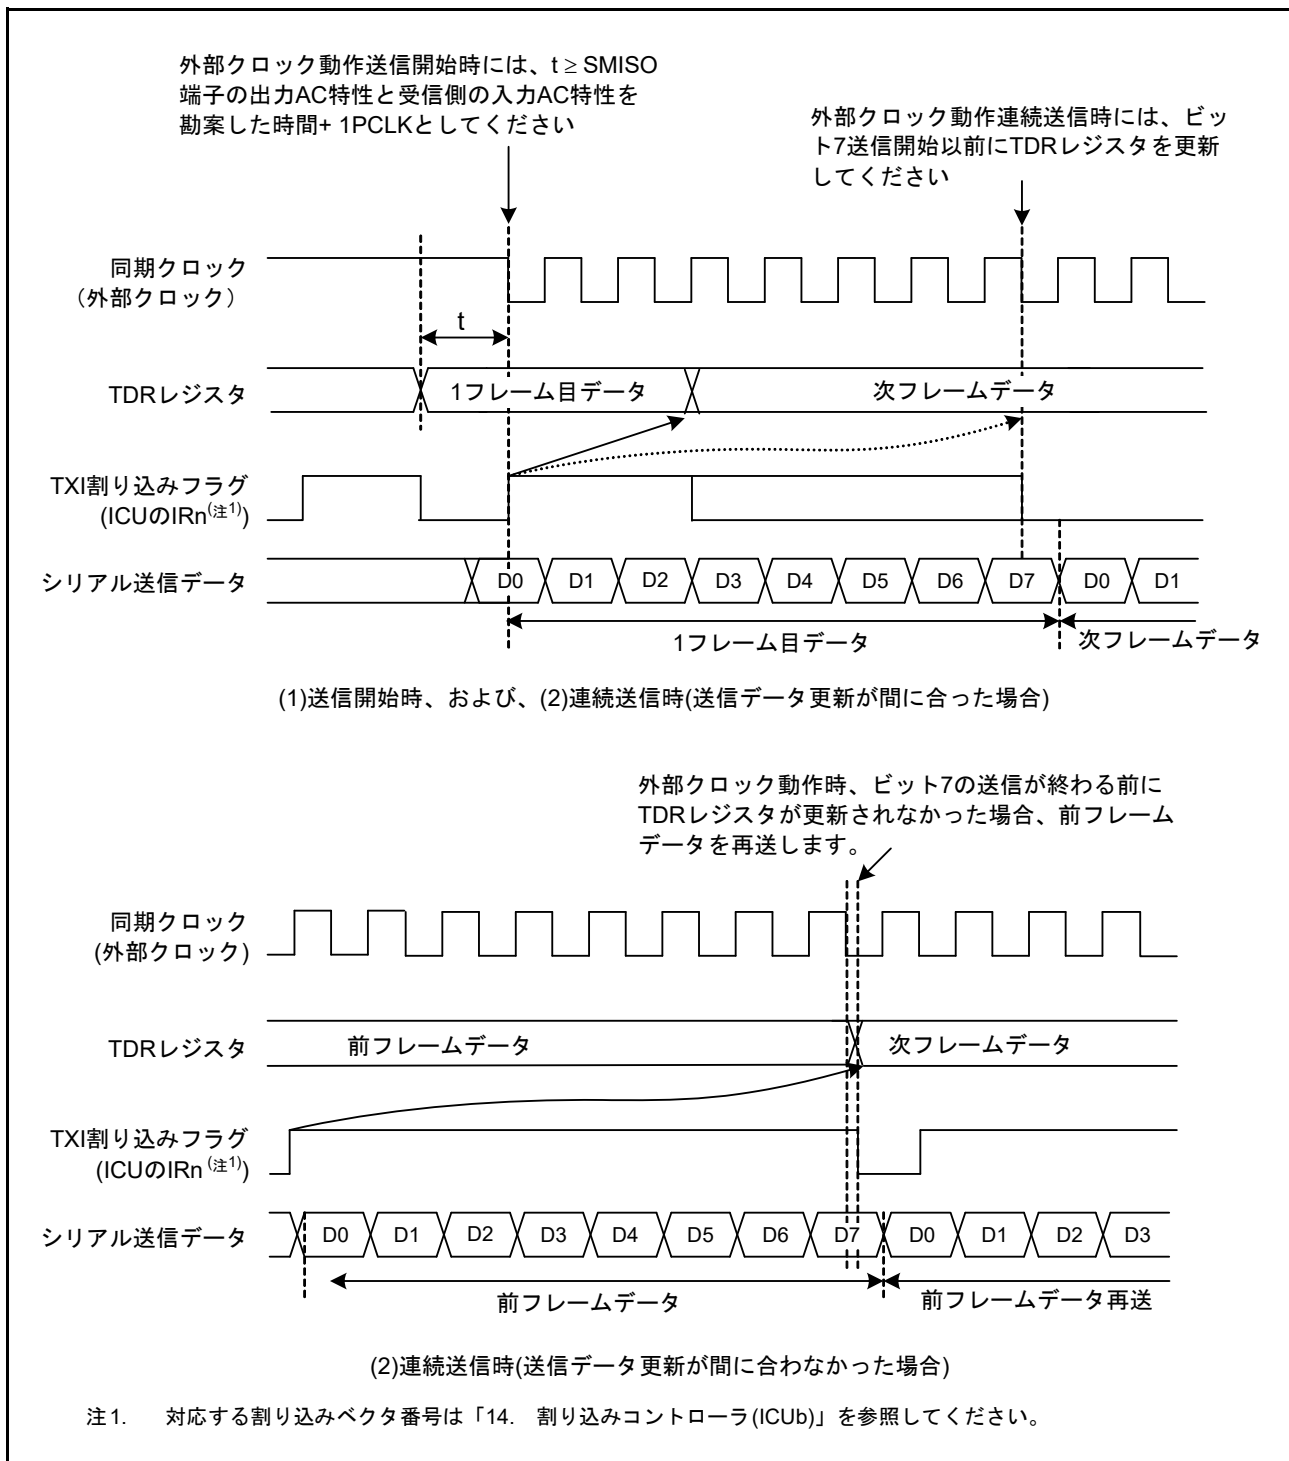 外部クロック動作送信開始時には、t ≥ SMISO
端子の出力AC特性と受信側の入力AC特性を
勘案した時間+ 1PCLKとしてください
外部クロック動作連続送信時には、ビッ
ト7送信開始以前にTDRレジスタを更新
してください
同期クロック
（外部クロック）
t
TDRレジスタ
1フレーム目データ
次フレームデータ
TXI割り込みフラグ
(ICUのIRn(注1))
シリアル送信データ
D0 D1 D2 D3 D4 D5 D6 D7 D0 D1
1フレーム目データ
次フレームデータ
(1)送信開始時、および、(2)連続送信時(送信データ更新が間に合った場合)
外部クロック動作時、ビット7の送信が終わる前に
TDRレジスタが更新されなかった場合、前フレーム
データを再送します。
同期クロック
(外部クロック)
TDRレジスタ
前フレームデータ
次フレームデータ
TXI割り込みフラグ
(ICUのIRn (注1))
シリアル送信データ
D0 D1 D2 D3 D4 D5 D6 D7 D0 D1 D2 D3
前フレームデータ
前フレームデータ再送
(2)連続送信時(送信データ更新が間に合わなかった場合)
注1. 対応する割り込みベクタ番号は「14. 割り込みコントローラ(ICUb)」を参照してください。